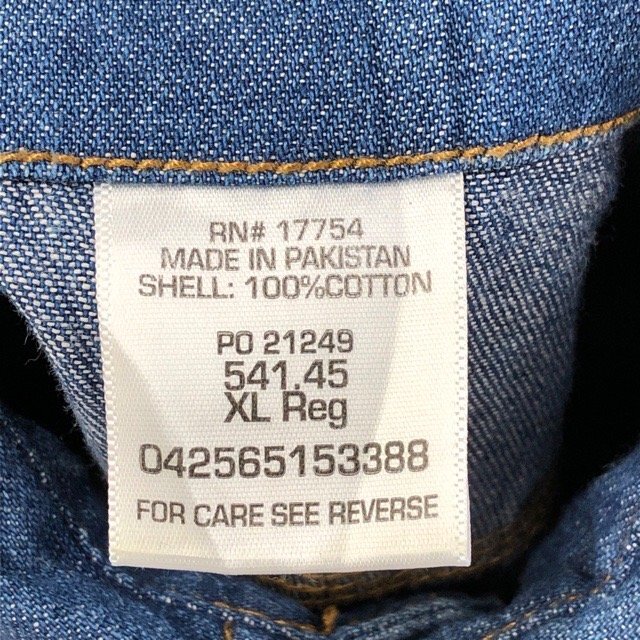 RN# 17754
MADE IN PAKISTAN
SHELL: 100%COTTON
PO 21249
541.45
XL Reg
042565153388
FOR CARE SEE REVERSE